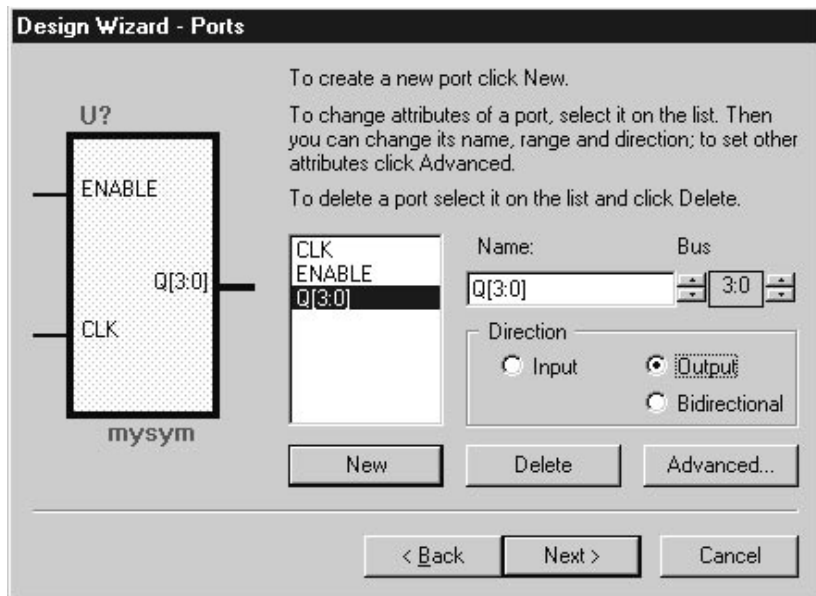 Design Wizard - Ports
To create a new port click New.
To change attributes of a port, select it on the list. Then
you can change its name, range and direction; to set other
attributes click Advanced.
To delete a port select it on the list and click Delete.
U?
ENABLE
Q[3:0]
CLK
mysym
CLK
ENABLE
Q[3:0]
Name:
Bus
Q[3:0]
3:0
Direction
Input
Output
Bidirectional
New
Delete
Advanced...
< Back
Next >
Cancel